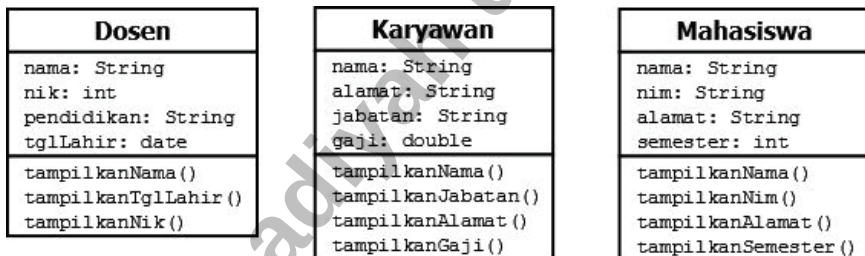 Dosen
nama: String
nik: int
pendidikan: String
tglLahir: date
tampilkanNama()
tampilkanTglLahir()
tampilkanNik()
Karyawan
nama: String
alamat: String
jabatan: String
gaji: double
tampilkanNama()
tampilkanJabatan()
tampilkanAlamat()
tampilkanGaji()
Mahasiswa
nama: String
nim: String
alamat: String
semester: int
tampilkanNama()
tampilkanNim()
tampilkanAlamat()
tampilkanSemester()
adiyah